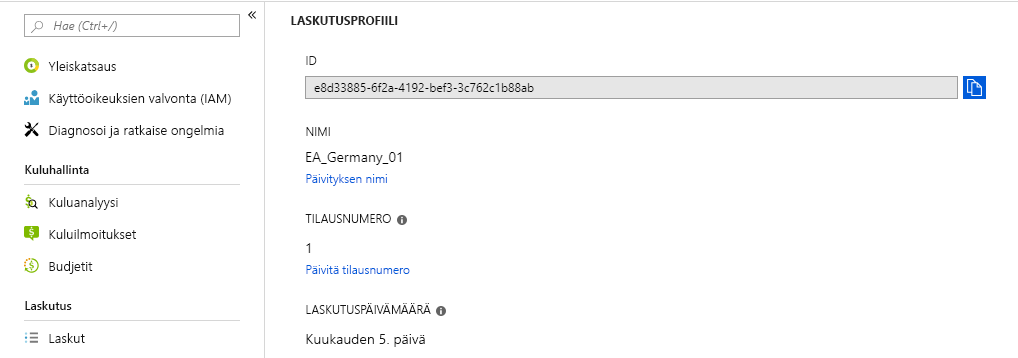 Hae (Ctrl+/)
«
Yleiskatsaus
Käyttöoikeuksien valvonta (IAM)
Diagnosoi ja ratkaise ongelmia
Kuluhallinta
Kuluanalyysi
Kuluilmoitukset
Budjetit
Laskutus
Laskut
LASKUTUSPROFIILI
ID
e8d33885-6f2a-4192-bef3-3c762c1b88ab
NIMI
EA_Germany_01
Päivityksen nimi
TILAUSNUMERO
1
Päivitä tilausnumero
LASKUTUSPÄIVÄMÄÄRÄ
Kuukauden 5. päivä